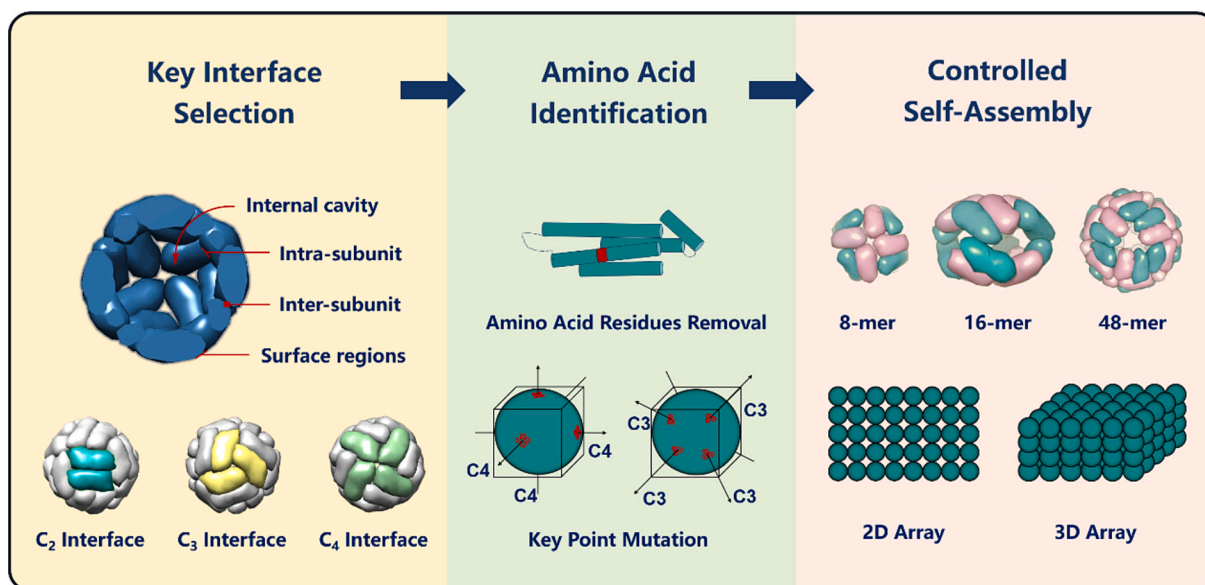 Key Interface
Selection
Amino Acid
Identification
Controlled
Self-Assembly
Internal cavity
Intra-subunit
Inter-subunit
Surface regions
C₂ Interface
C₃ Interface
C₄ Interface
Amino Acid Residues Removal
C4
C4
C4
C3
C3
C3
C3
Key Point Mutation
8-mer
16-mer
48-mer
2D Array
3D Array